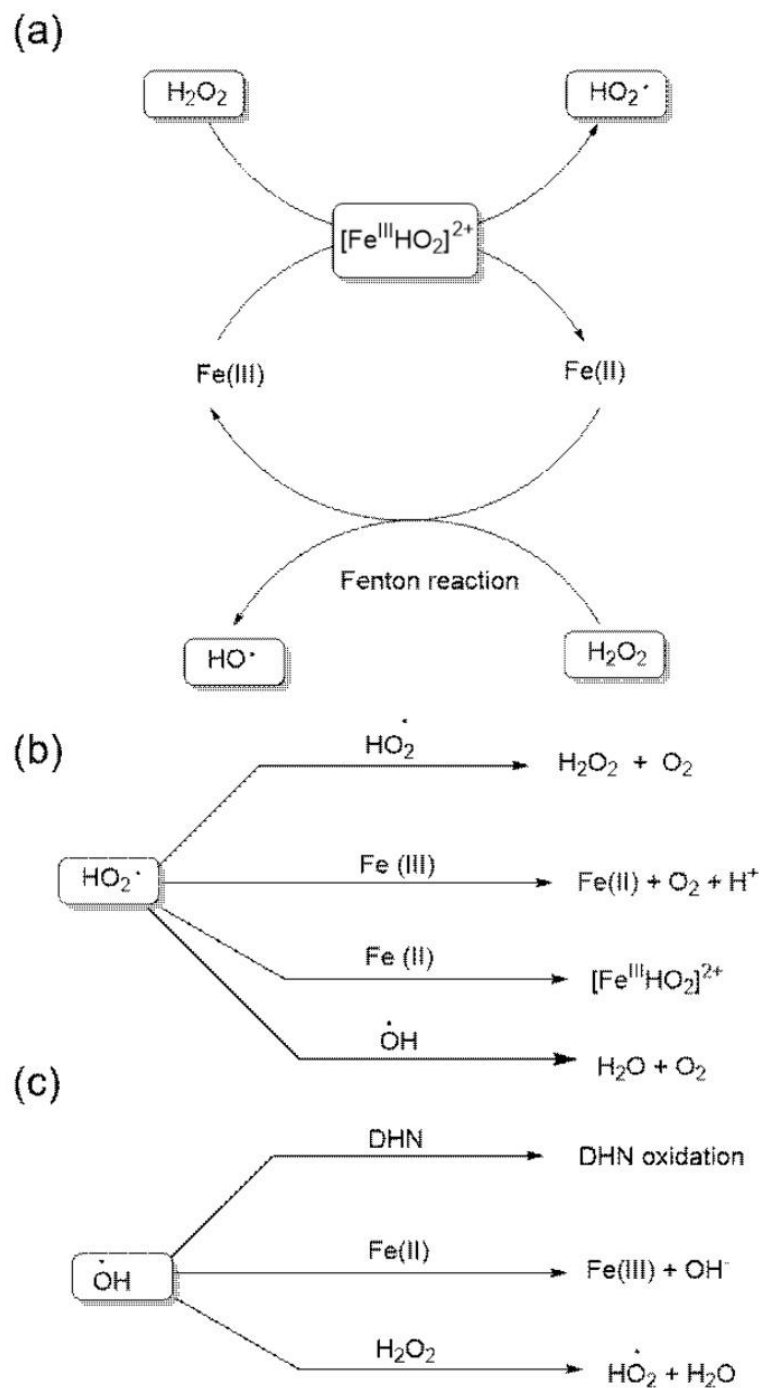 (a)
H₂O₂
HO₂•
[FeᴵᴵᴵHO₂]²⁺
Fe(III)
Fe(II)
Fenton reaction
HO•
H₂O₂
(b)
HO₂•
H₂O₂ + O₂
HO₂•
Fe (III)
Fe(II) + O₂ + H⁺
Fe (II)
[FeᴵᴵᴵHO₂]²⁺
•OH
H₂O + O₂
(c)
DHN
DHN oxidation
•OH
Fe(II)
Fe(III) + OH⁻
H₂O₂
HO₂• + H₂O